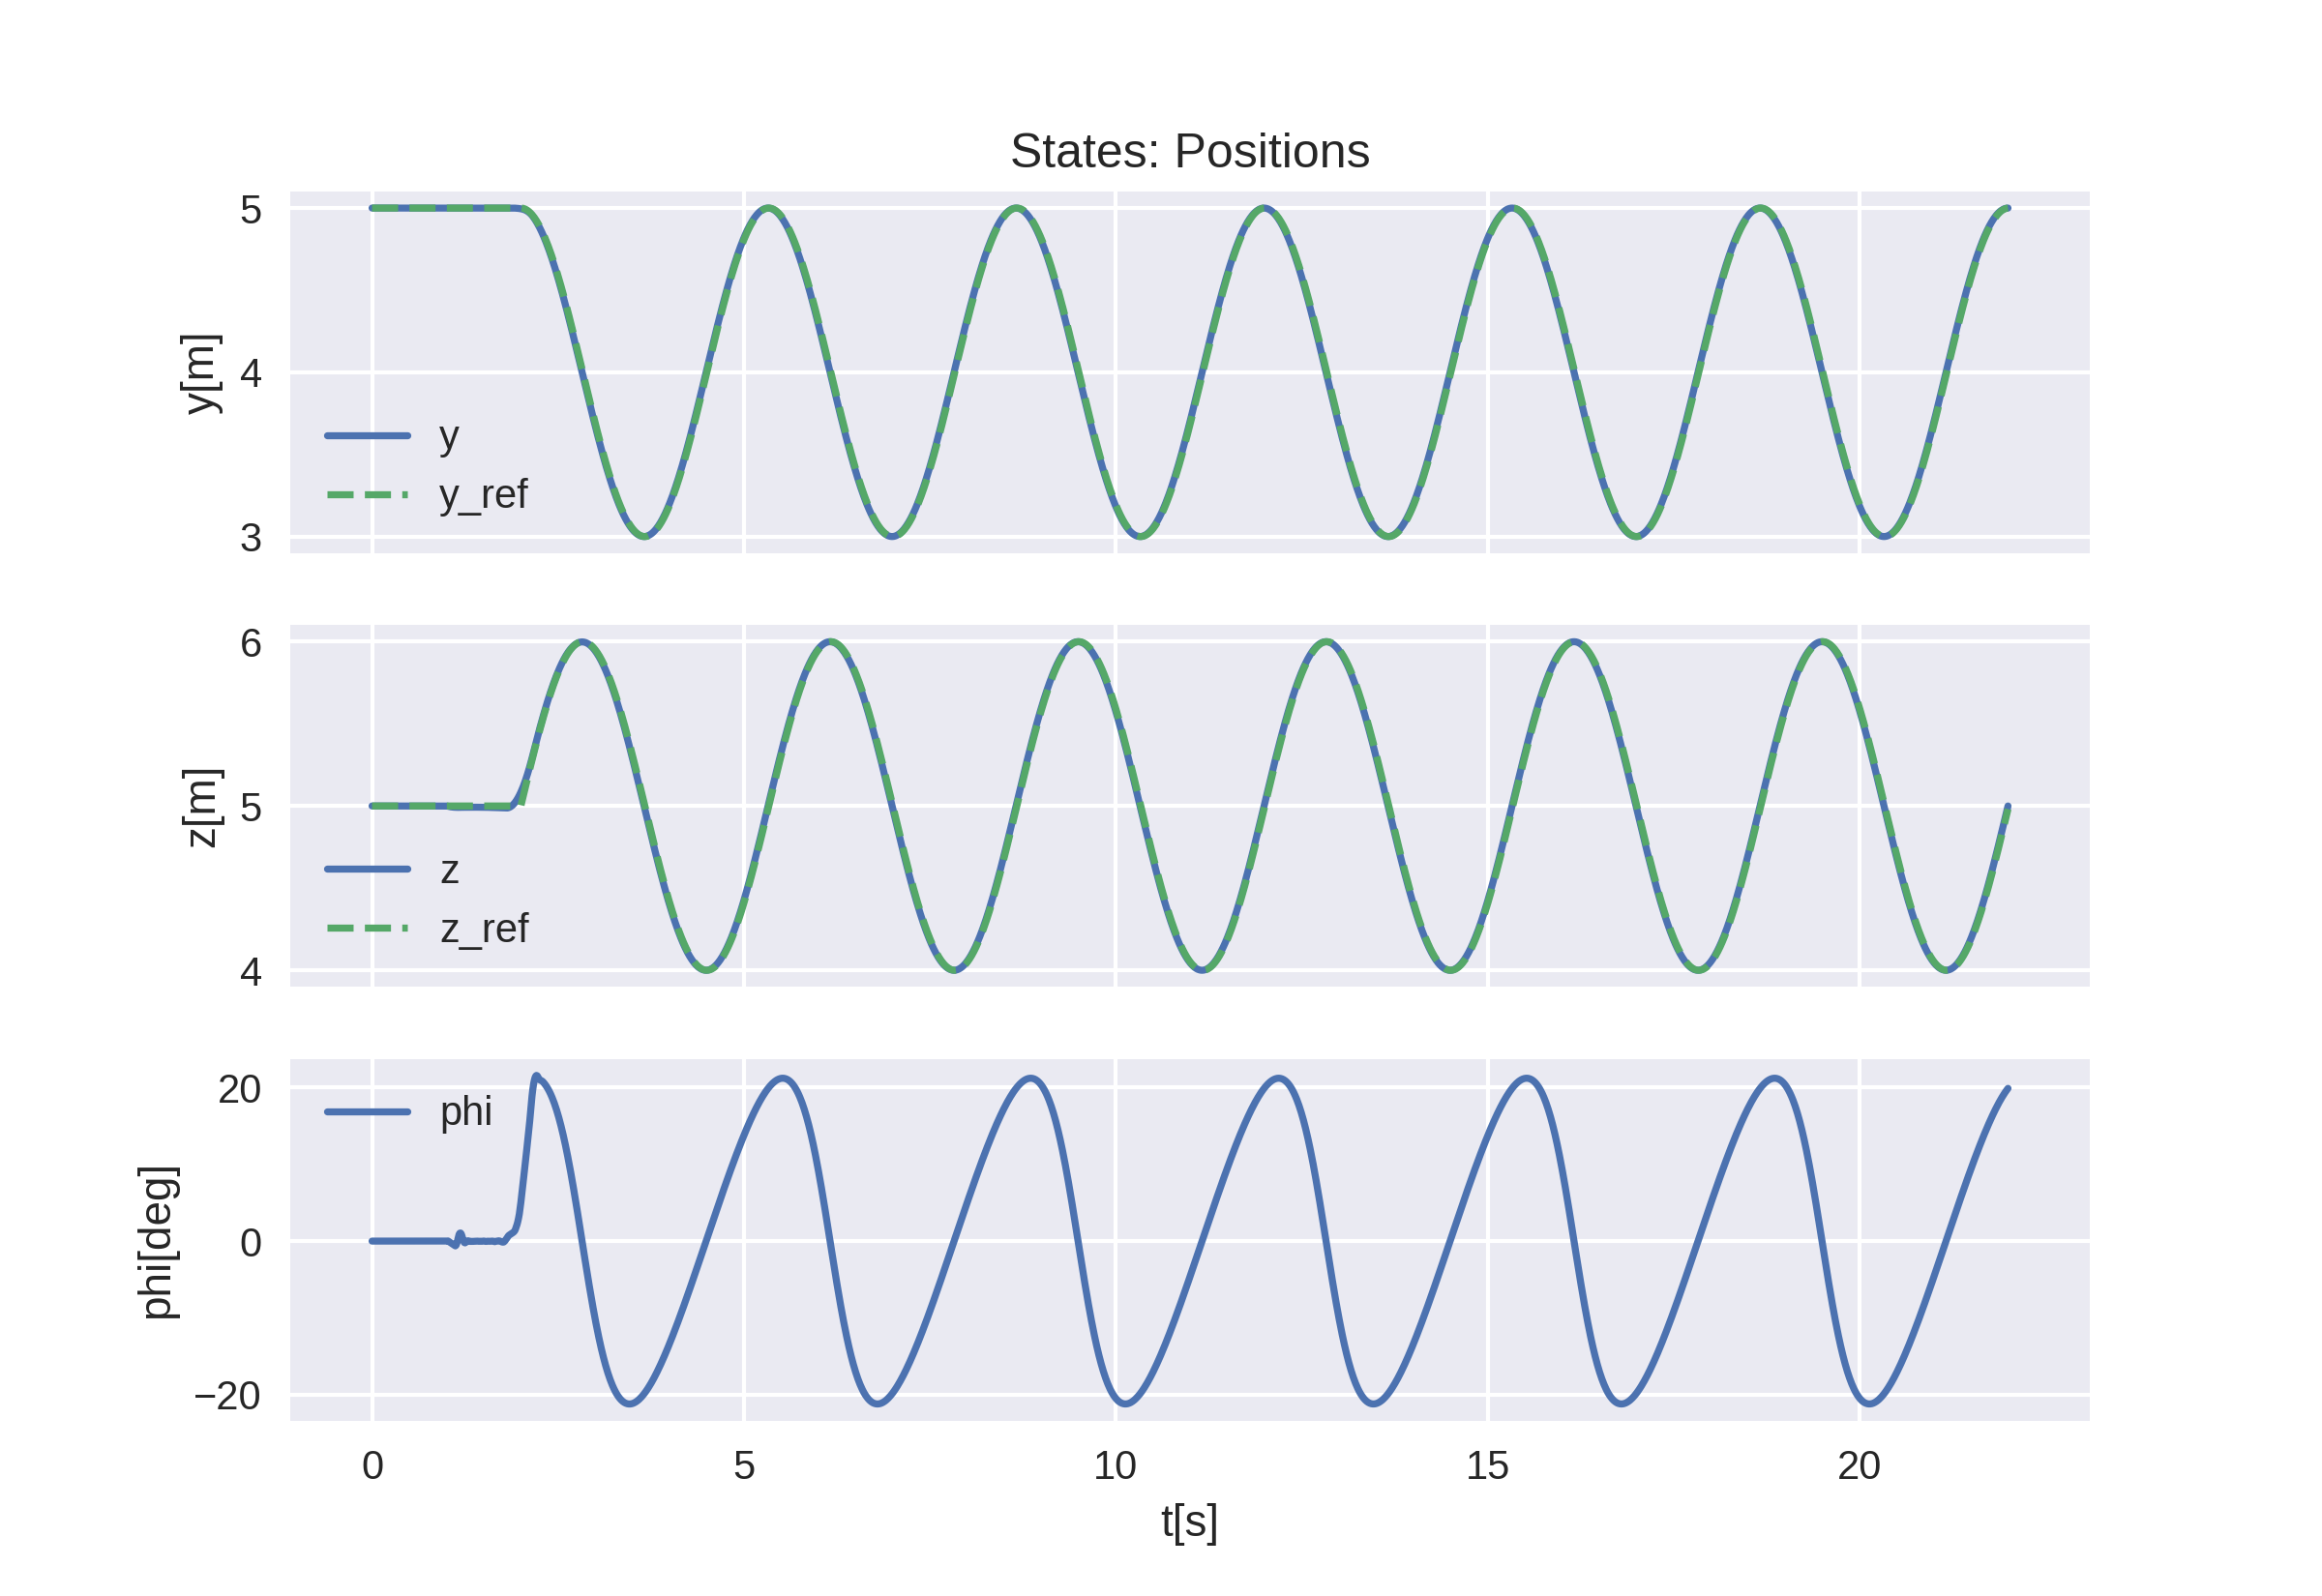 States: Positions
5
4
3
y[m]
y
y_ref
6
5
4
z[m]
z
z_ref
20
0
−20
phi[deg]
phi
0 5 10 15 20
t[s]